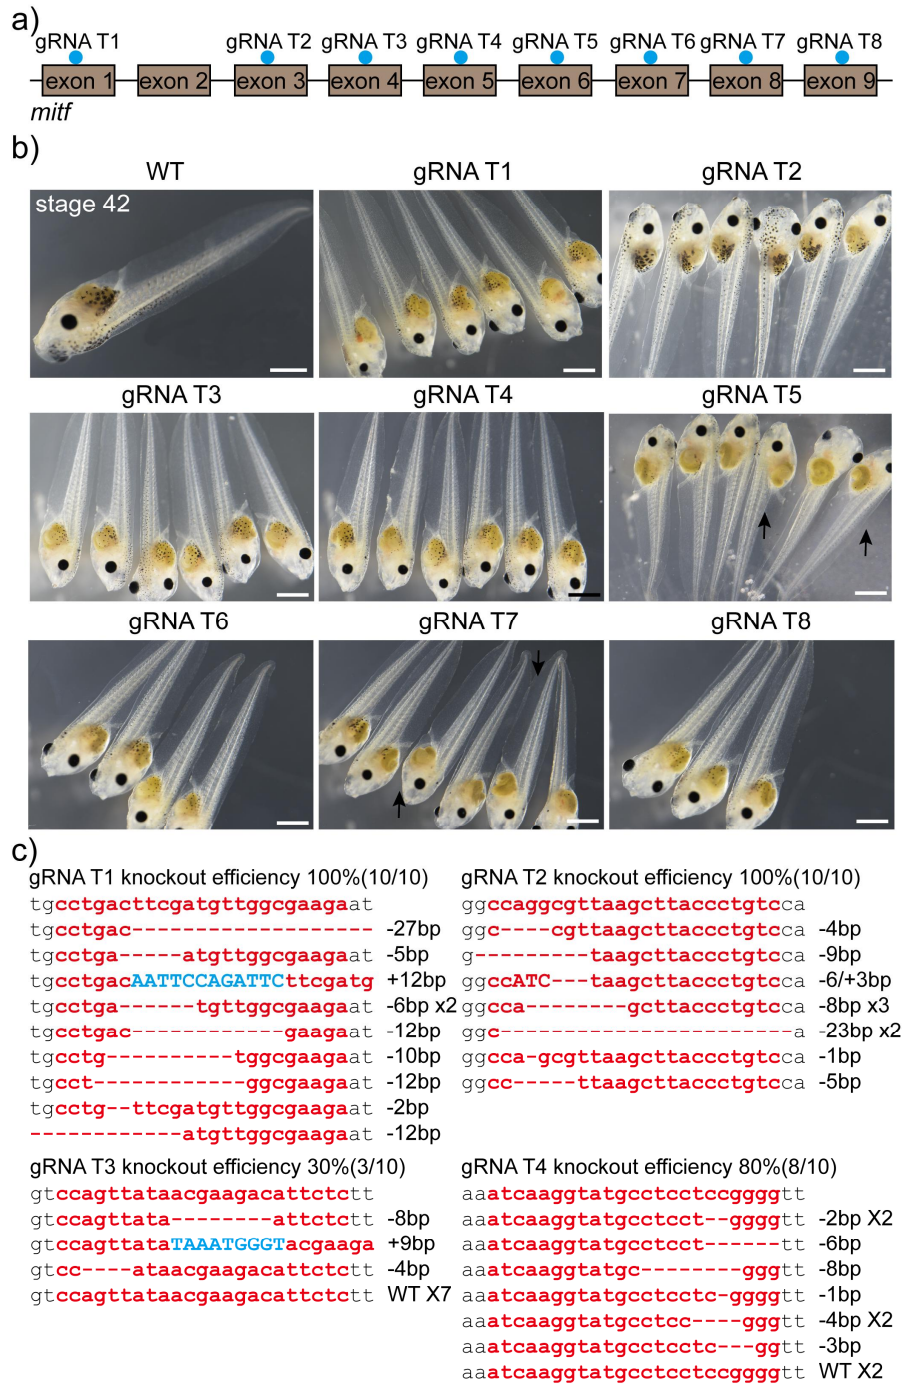 a)
gRNA T1 gRNA T2 gRNA T3 gRNA T4 gRNA T5 gRNA T6 gRNA T7 gRNA T8
exon 1 exon 2 exon 3 exon 4 exon 5 exon 6 exon 7 exon 8 exon 9
mitf
b)
WT gRNA T1 gRNA T2
stage 42
gRNA T3 gRNA T4 gRNA T5
gRNA T6 gRNA T7 gRNA T8
c)
gRNA T1 knockout efficiency 100%(10/10)
tgcctgacttcgatgttggcgaagaat
tgcctgac------------------- -27bp
tgcctga-----atgttggcgaagaat -5bp
tgcctgacAATTCCAGATTCttcgatg +12bp
tgcctga------tgttggcgaagaat -6bp x2
tgcctgac------------gaagaat -12bp
tgcctg----------tggcgaagaat -10bp
tgcct------------ggcgaagaat -12bp
tgcctg--ttcgatgttggcgaagaat -2bp
------------atgttggcgaagaat -12bp
gRNA T2 knockout efficiency 100%(10/10)
ggccaggcgttaagcttaccctgtcca
ggc----cgttaagcttaccctgtcca -4bp
g---------taagcttaccctgtcca -9bp
ggccATC---taagcttaccctgtcca -6/+3bp
ggcca--------gcttaccctgtcca -8bp x3
ggc-----------------------a -23bp x2
ggcca-gcgttaagcttaccctgtcca -1bp
ggcc-----ttaagcttaccctgtcca -5bp
gRNA T3 knockout efficiency 30%(3/10)
gtccagttataacgaagacattctctt
gtccagttata--------attctctt -8bp
gtccagttataTAAATGGGTacgaaga +9bp
gtcc----ataacgaagacattctctt -4bp
gtccagttataacgaagacattctctt WT X7
gRNA T4 knockout efficiency 80%(8/10)
aaatcaaggtatgcctcctccggggtt
aaatcaaggtatgcctcct--ggggtt -2bp X2
aaatcaaggtatgcctcct------tt -6bp
aaatcaaggtatgc--------gggtt -8bp
aaatcaaggtatgcctcctc-ggggtt -1bp
aaatcaaggtatgcctcc----gggtt -4bp X2
aaatcaaggtatgcctcctc---ggtt -3bp
aaatcaaggtatgcctcctccggggtt WT X2